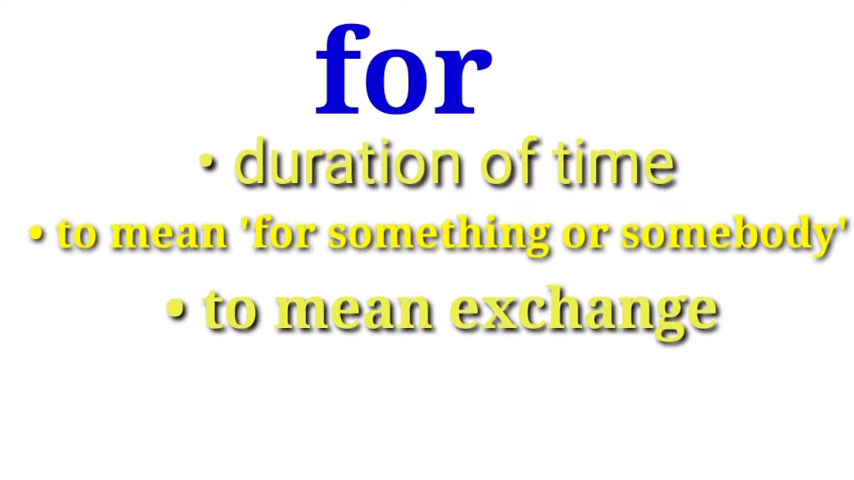 for
• duration of time
• to mean 'for something or somebody'
• to mean exchange